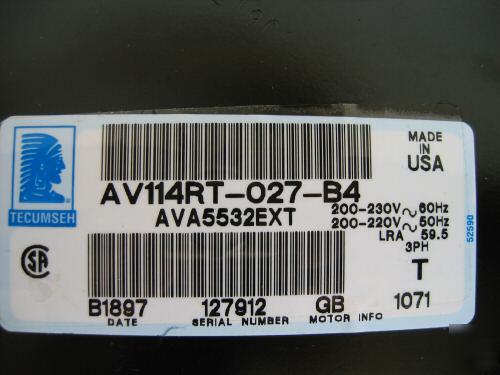 MADE
IN
USA
TECUMSEH
AV114RT-027-B4
AVA5532EXT
200-230V~60Hz
200-220V~50Hz
LRA 59.5
3PH
52590
SA
T
B1897 127912 GB 1071
DATE SERIAL NUMBER MOTOR INFO